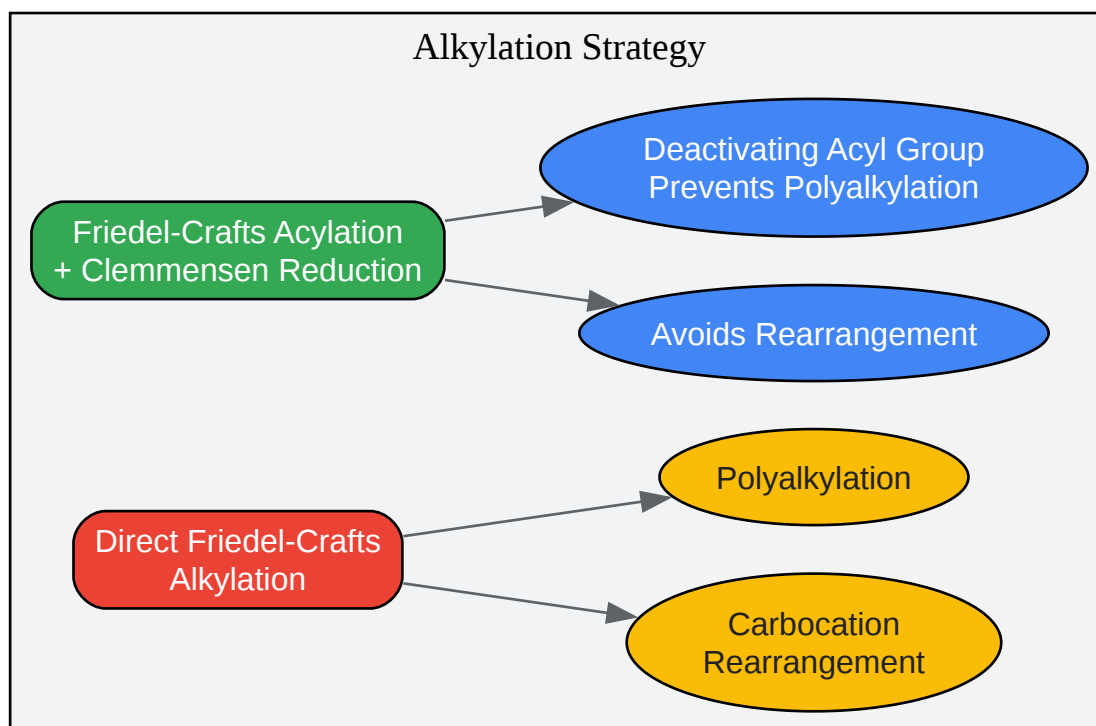 Alkylation Strategy
Deactivating Acyl Group
Prevents Polyalkylation
Friedel-Crafts Acylation
+ Clemmensen Reduction
Avoids Rearrangement
Polyalkylation
Direct Friedel-Crafts
Alkylation
Carbocation
Rearrangement